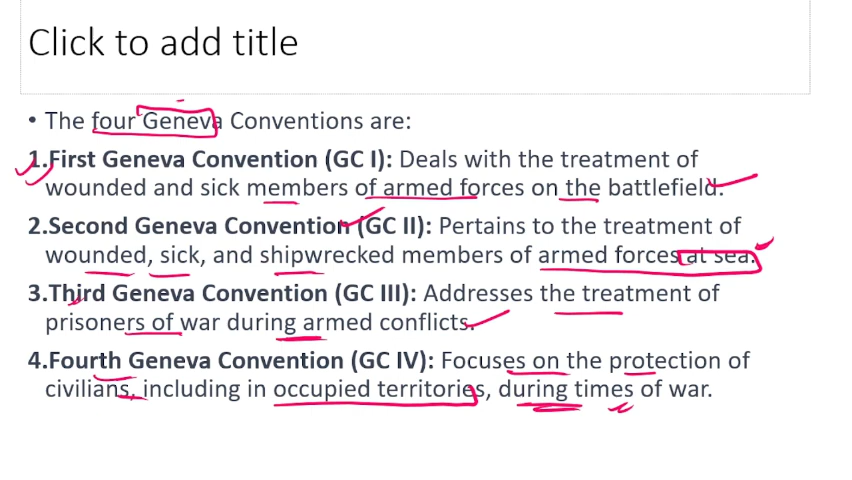 Click to add title
• The four Geneva Conventions are:
1.First Geneva Convention (GC I): Deals with the treatment of
wounded and sick members of armed forces on the battlefield.
2.Second Geneva Convention (GC II): Pertains to the treatment of
wounded, sick, and shipwrecked members of armed forces at sea.
3.Third Geneva Convention (GC III): Addresses the treatment of
prisoners of war during armed conflicts.
4.Fourth Geneva Convention (GC IV): Focuses on the protection of
civilians, including in occupied territories, during times of war.